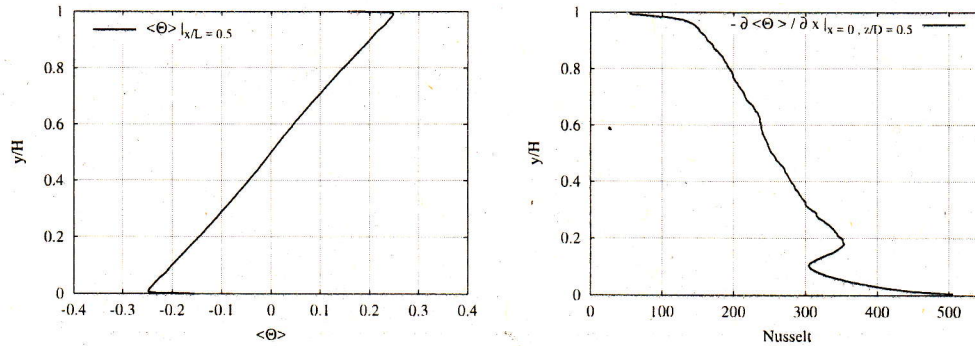 1
0.8
0.6
0.4
0.2
0
y/H
<Θ> |x/L = 0.5
-0.4 -0.3 -0.2 -0.1 0 0.1 0.2 0.3 0.4
<Θ>
1
0.8
0.6
0.4
0.2
0
y/H
- ∂ <Θ> / ∂ x |x = 0 , z/D = 0.5
0 100 200 300 400 500
Nusselt